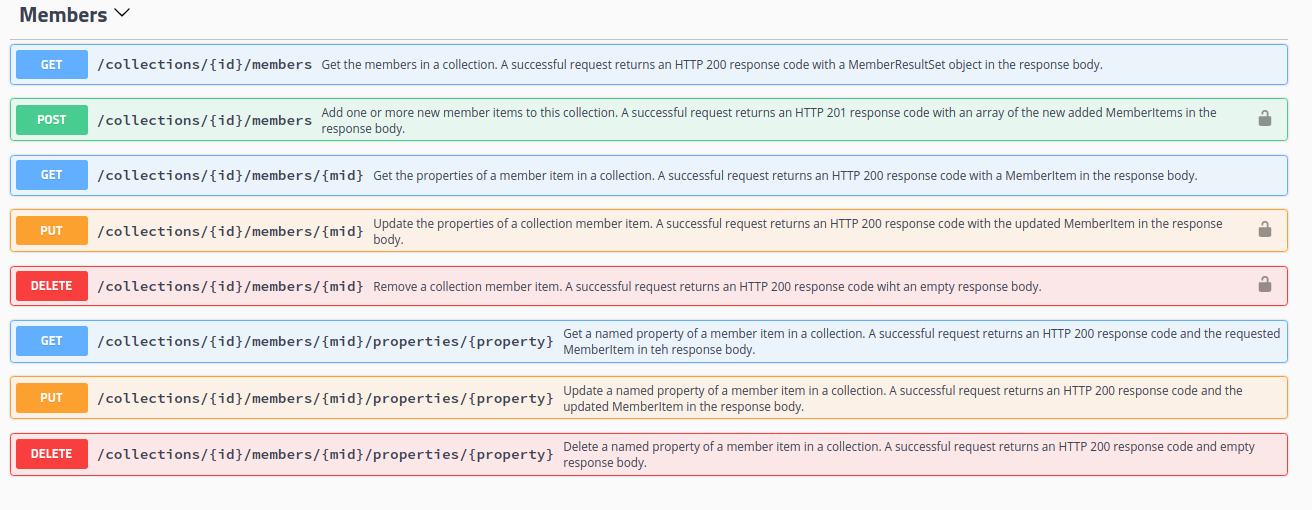 Members
GET /collections/{id}/members Get the members in a collection. A successful request returns an HTTP 200 response code with a MemberResultSet object in the response body.
POST /collections/{id}/members Add one or more new member items to this collection. A successful request returns an HTTP 201 response code with an array of the new added MemberItems in the
response body.
GET /collections/{id}/members/{mid} Get the properties of a member item in a collection. A successful request returns an HTTP 200 response code with a MemberItem in the response body.
PUT /collections/{id}/members/{mid} Update the properties of a collection member item. A successful request returns an HTTP 200 response code with the updated MemberItem in the response
body.
DELETE /collections/{id}/members/{mid} Remove a collection member item. A successful request returns an HTTP 200 response code wiht an empty response body.
GET /collections/{id}/members/{mid}/properties/{property} Get a named property of a member item in a collection. A successful request returns an HTTP 200 response code and the requested
MemberItem in teh response body.
PUT /collections/{id}/members/{mid}/properties/{property} Update a named property of a member item in a collection. A successful request returns an HTTP 200 response code and the
updated MemberItem in the response body.
DELETE /collections/{id}/members/{mid}/properties/{property} Delete a named property of a member item in a collection. A successful request returns an HTTP 200 response code and empty
response body.